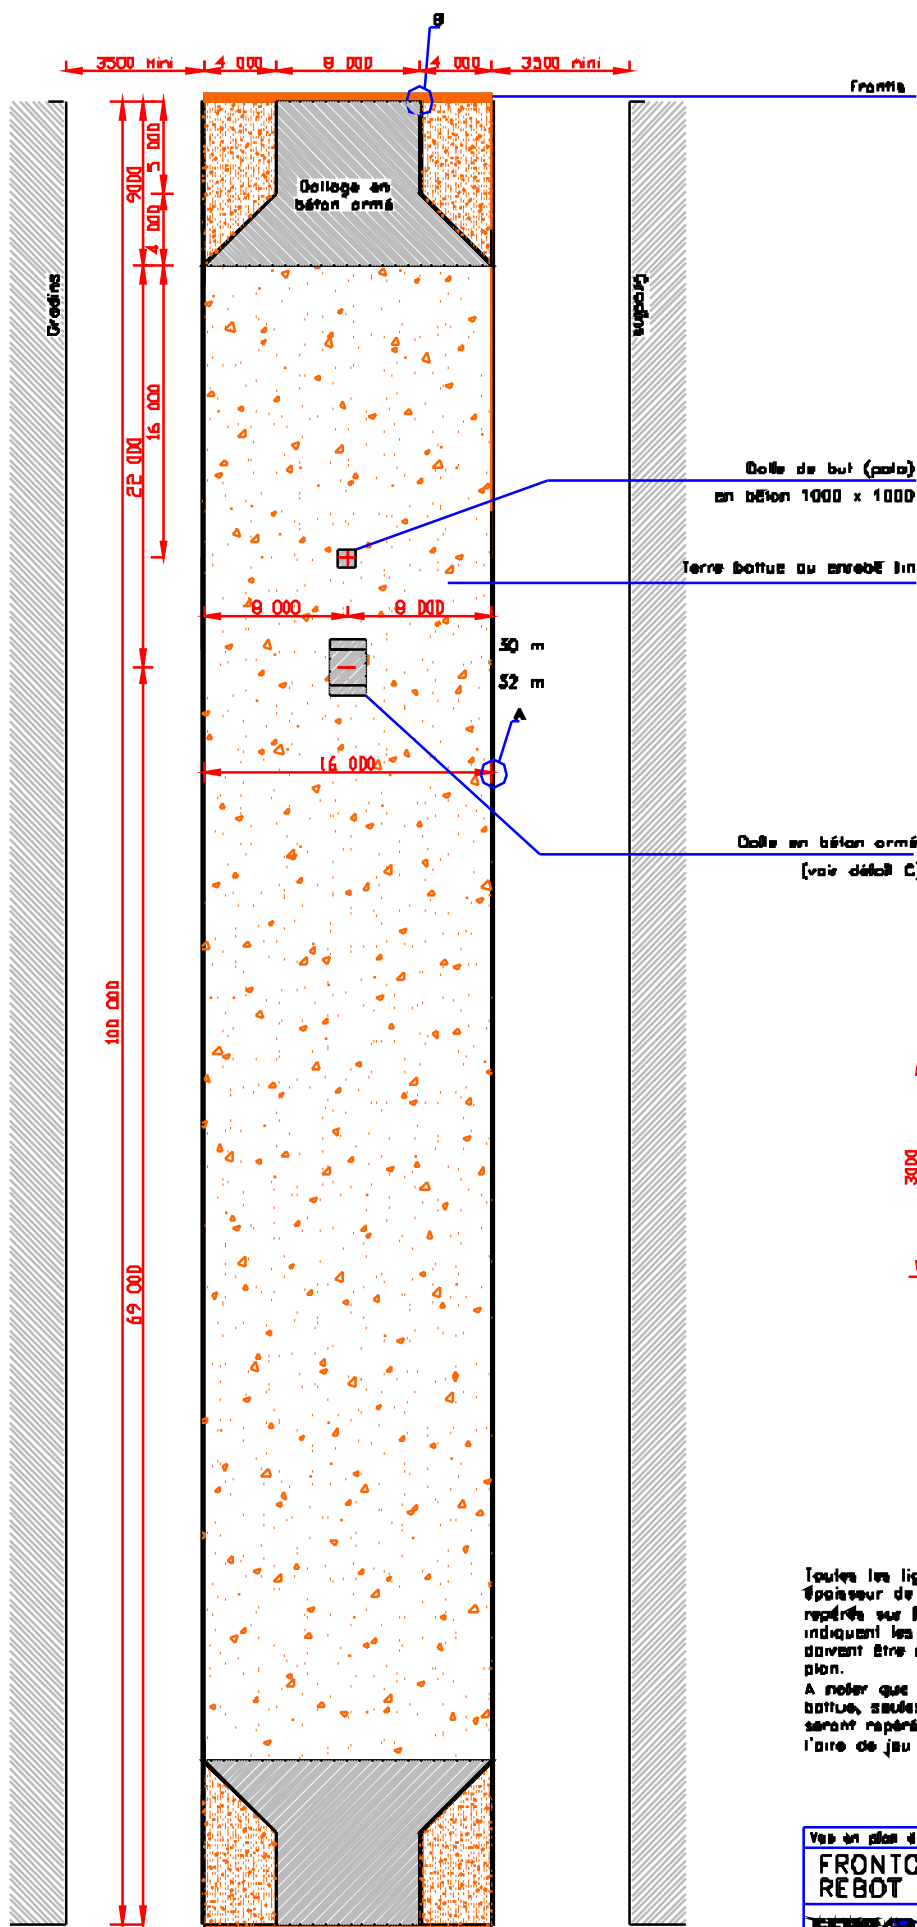 B
3500 Mini
4 000
8 000
4 000
3500 mini
Frontis
5 000
9000
4 000
Dallage en
béton armé
Gradins
Gradins
16 000
22 000
Dalle de but (pala)
en béton 1000 x 1000
Terre battue ou enrobé fin
8 000
8 000
30 m
32 m
A
16 000
Dalle en béton armé
(voir détail C)
100 000
3000
69 000
Toutes les lig
épaisseur de
repérés sur l
indiquent les
doivent être
plan.
A noter que
battue, seules
seront repéré
l'aire de jeu
Vue en plan d
FRONTO
REBOT